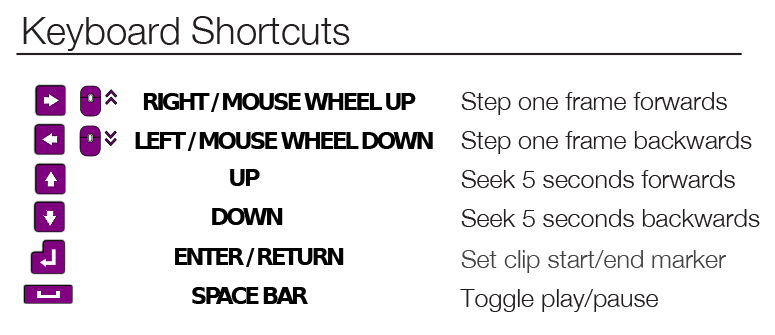 Keyboard Shortcuts
RIGHT / MOUSE WHEEL UP Step one frame forwards
LEFT / MOUSE WHEEL DOWN Step one frame backwards
UP Seek 5 seconds forwards
DOWN Seek 5 seconds backwards
ENTER / RETURN Set clip start/end marker
SPACE BAR Toggle play/pause